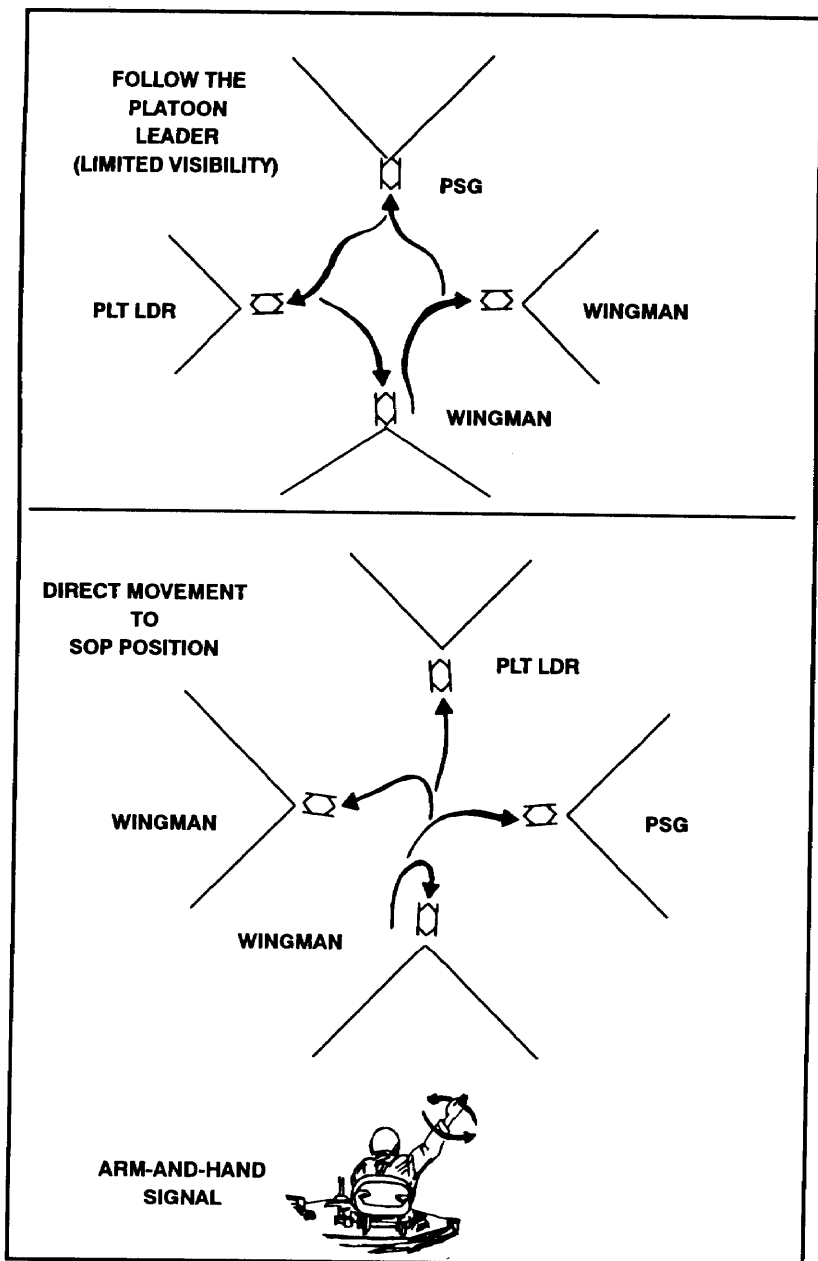 FOLLOW THE
PLATOON
LEADER
(LIMITED VISIBILITY)
PSG
PLT LDR
WINGMAN
WINGMAN
DIRECT MOVEMENT
TO
SOP POSITION
PLT LDR
WINGMAN
PSG
WINGMAN
ARM-AND-HAND
SIGNAL